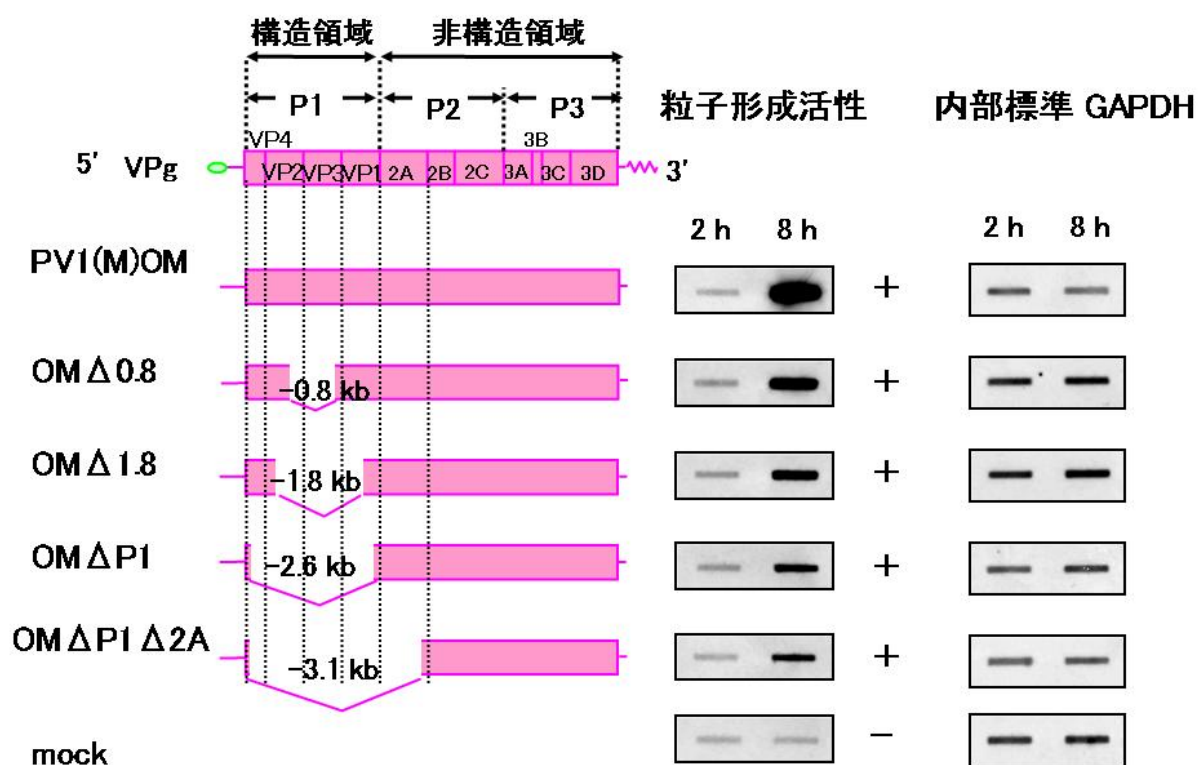 構造領域 非構造領域
P1 P2 P3 粒子形成活性 内部標準 GAPDH
VP4 3B
5' VPg VP2 VP3 VP1 2A 2B 2C 3A 3C 3D 3'
2 h 8 h 2 h 8 h
PV1(M)OM +
OMΔ0.8 -0.8 kb +
OMΔ1.8 -1.8 kb +
OMΔP1 -2.6 kb +
OMΔP1Δ2A -3.1 kb +
mock −